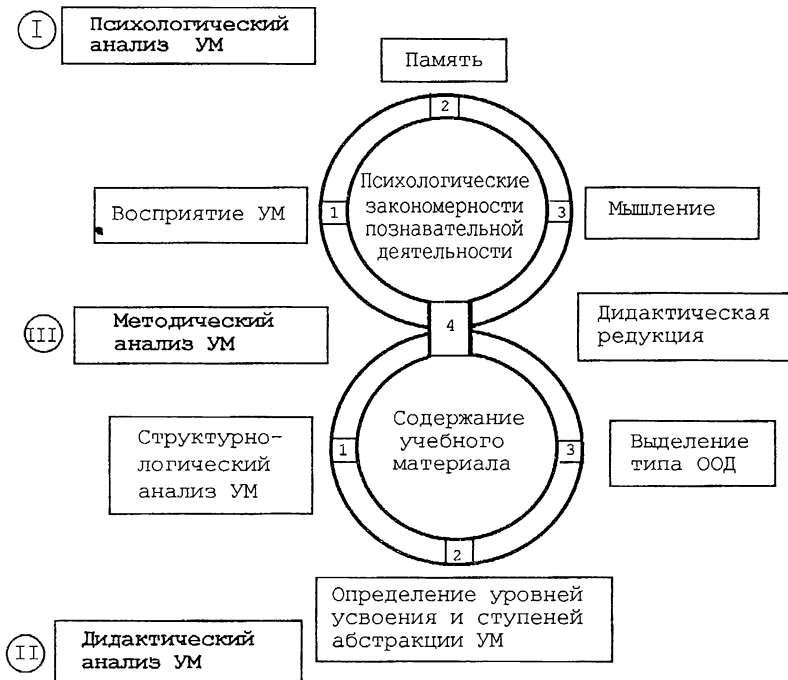 I
Психологический
анализ УМ
Память
2
Психологические
закономерности
познавательной
деятельности
1
3
Восприятие УМ
Мышление
III
Методический
анализ УМ
4
Дидактическая
редукция
Структурно-
логический
анализ УМ
1
Содержание
учебного
материала
3
Выделение
типа ООД
2
Определение уровней
усвоения и ступеней
абстракции УМ
II
Дидактический
анализ УМ